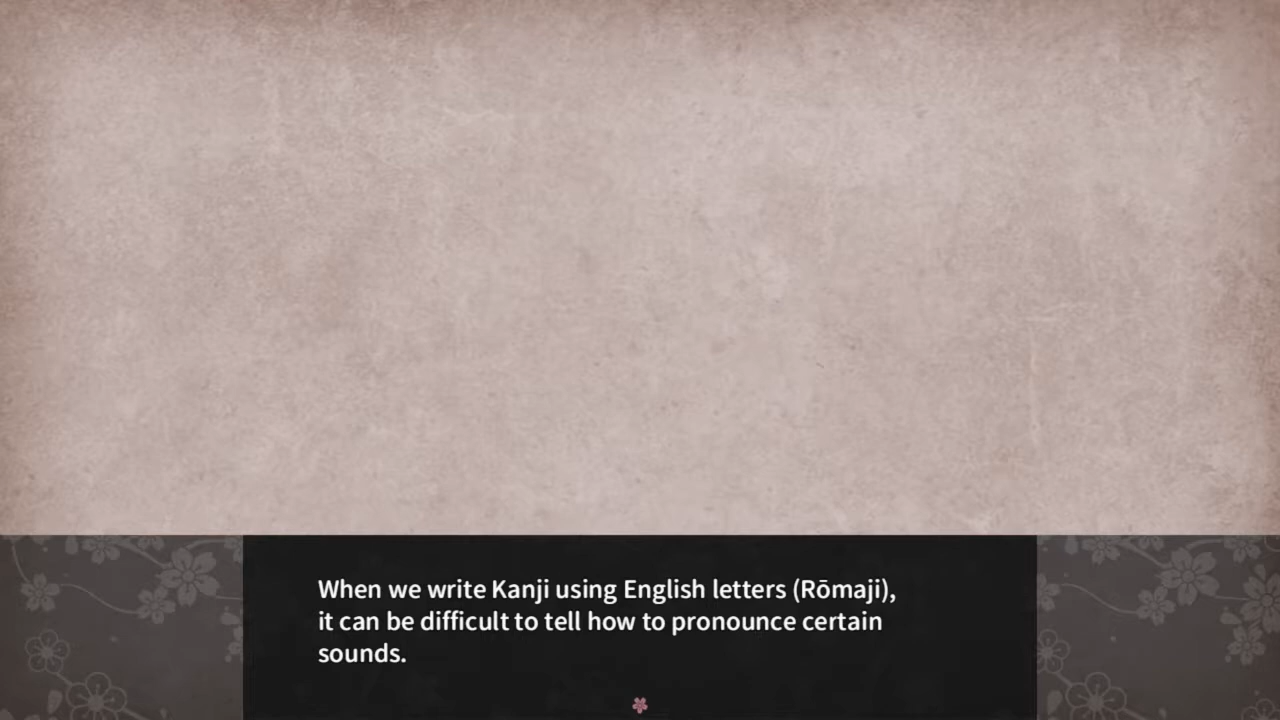 When we write Kanji using English letters (Rōmaji),
it can be difficult to tell how to pronounce certain
sounds.